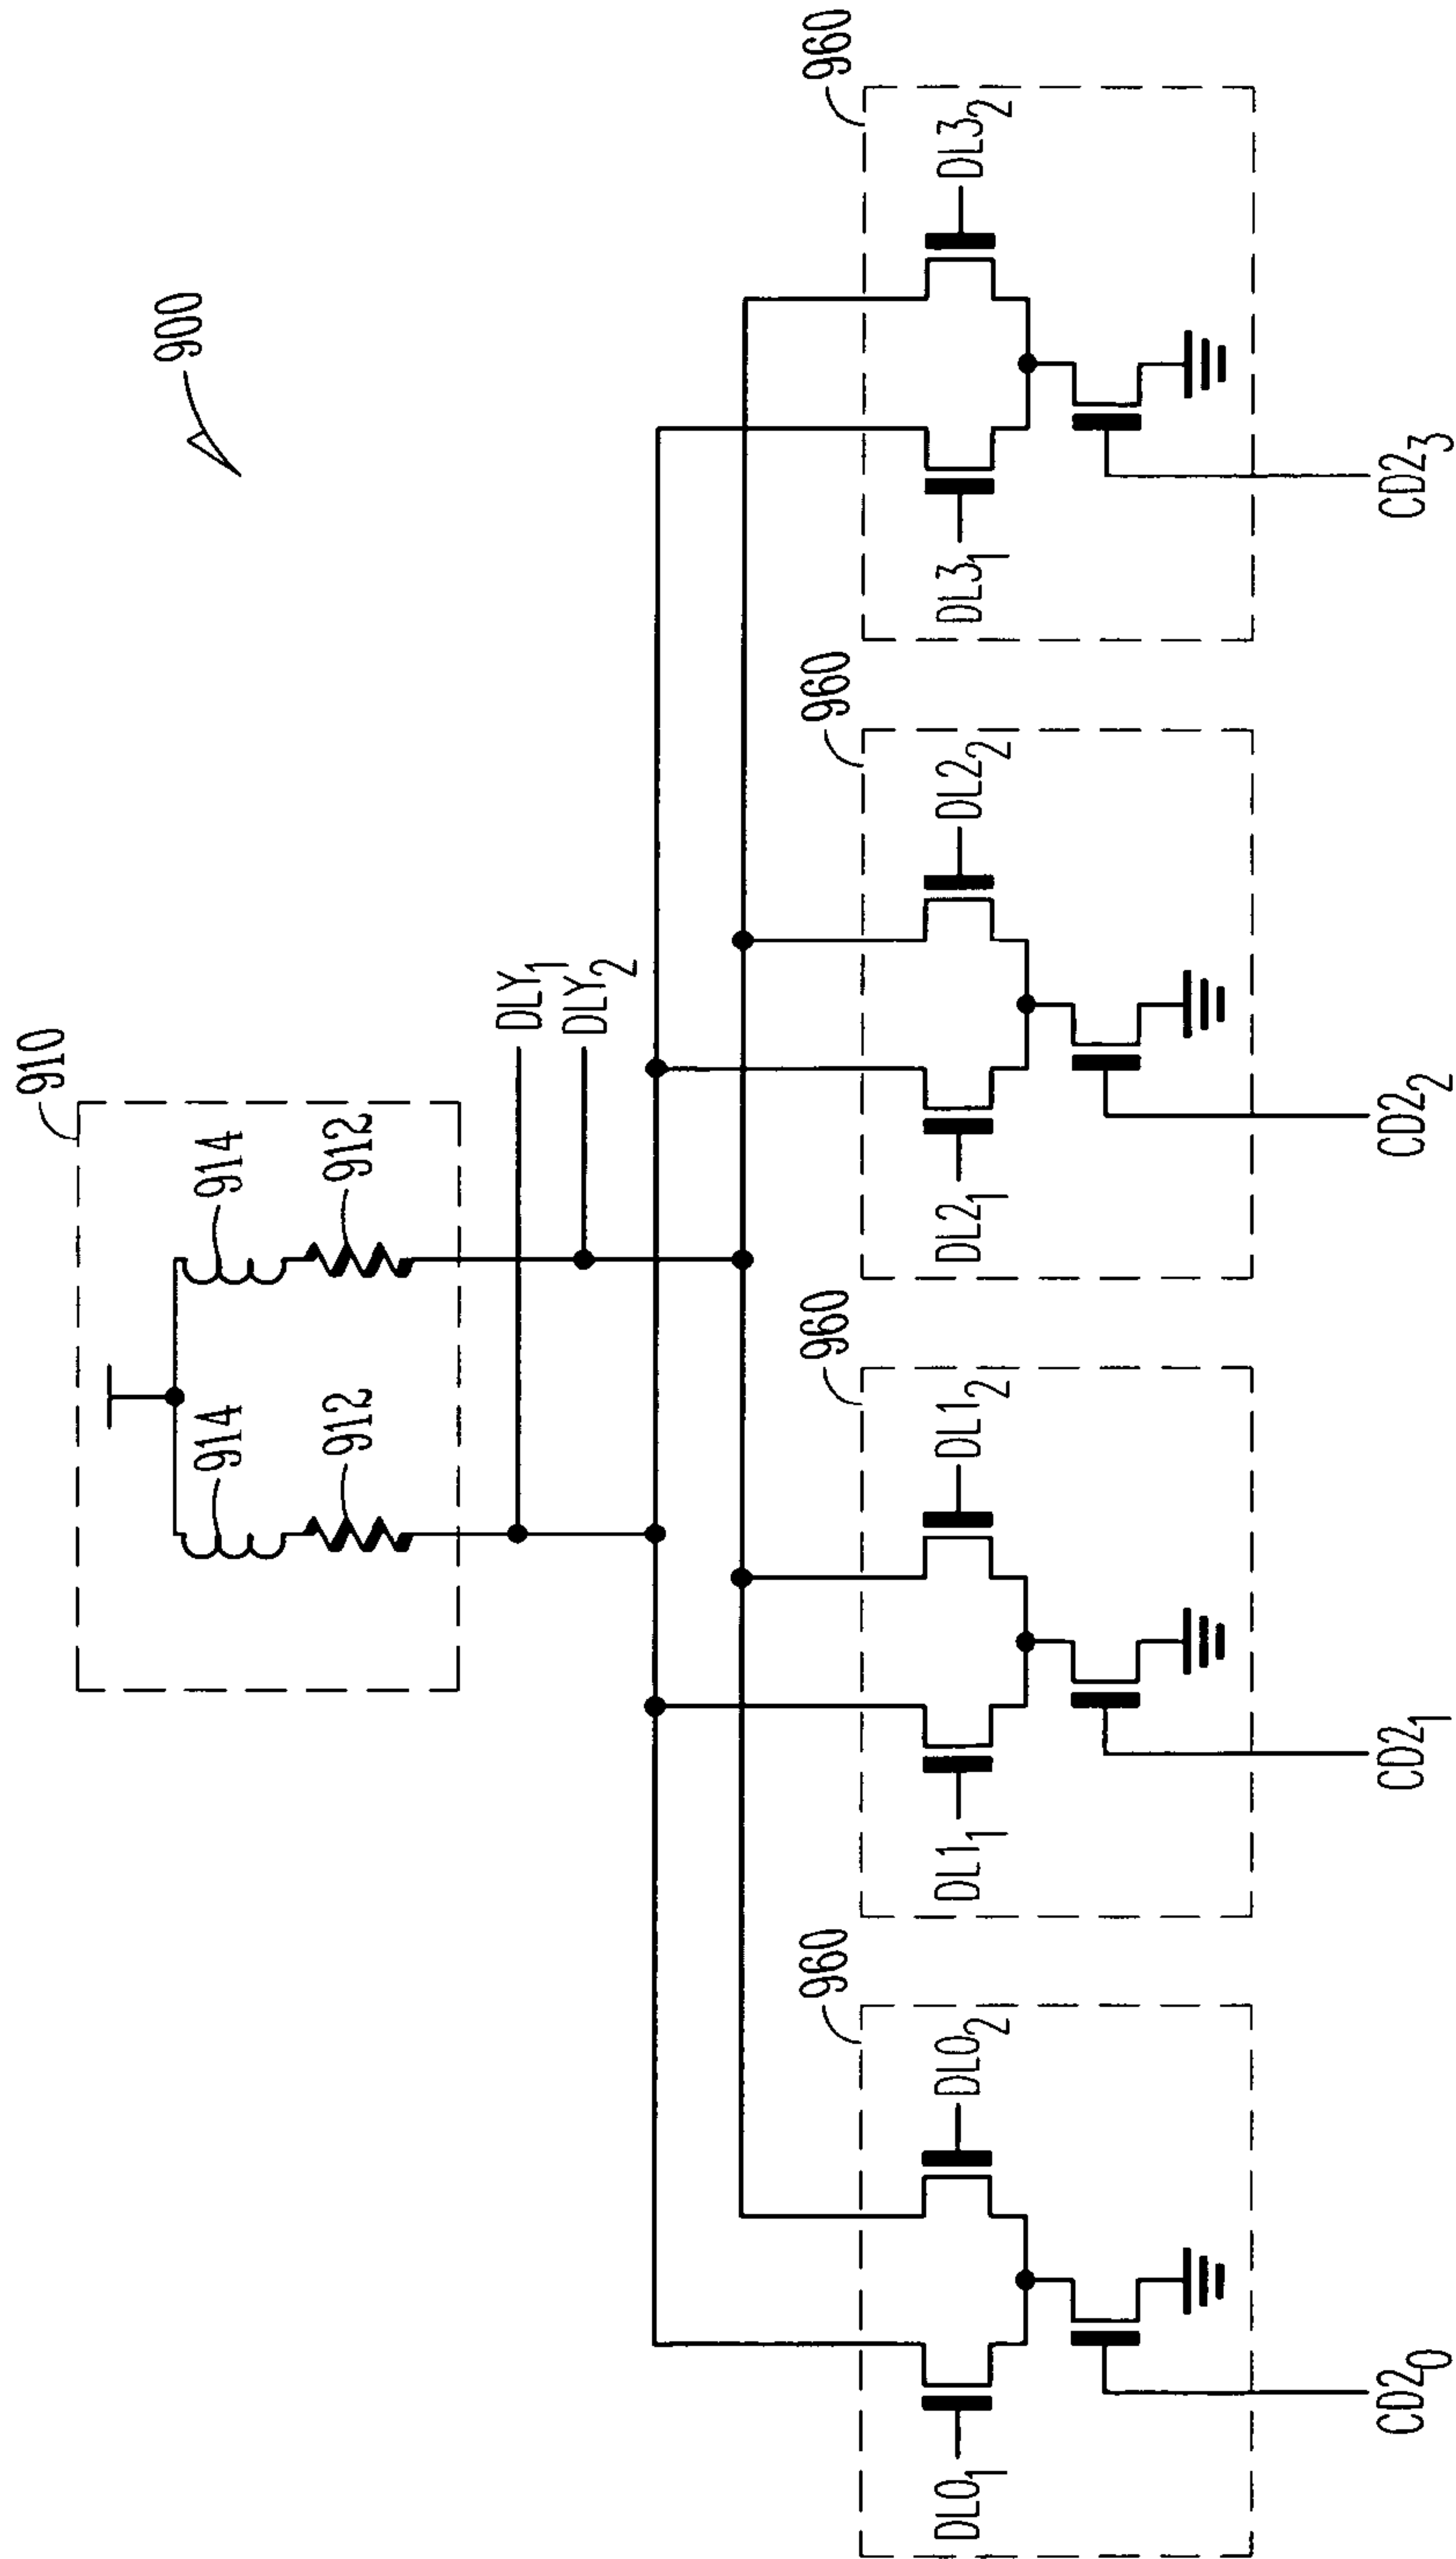 900
910
914
914
912
912
DLY₁
DLY₂
960
960
960
960
DL0₁
DL0₂
DL1₁
DL1₂
DL2₁
DL2₂
DL3₁
DL3₂
CD2₀
CD2₁
CD2₂
CD2₃